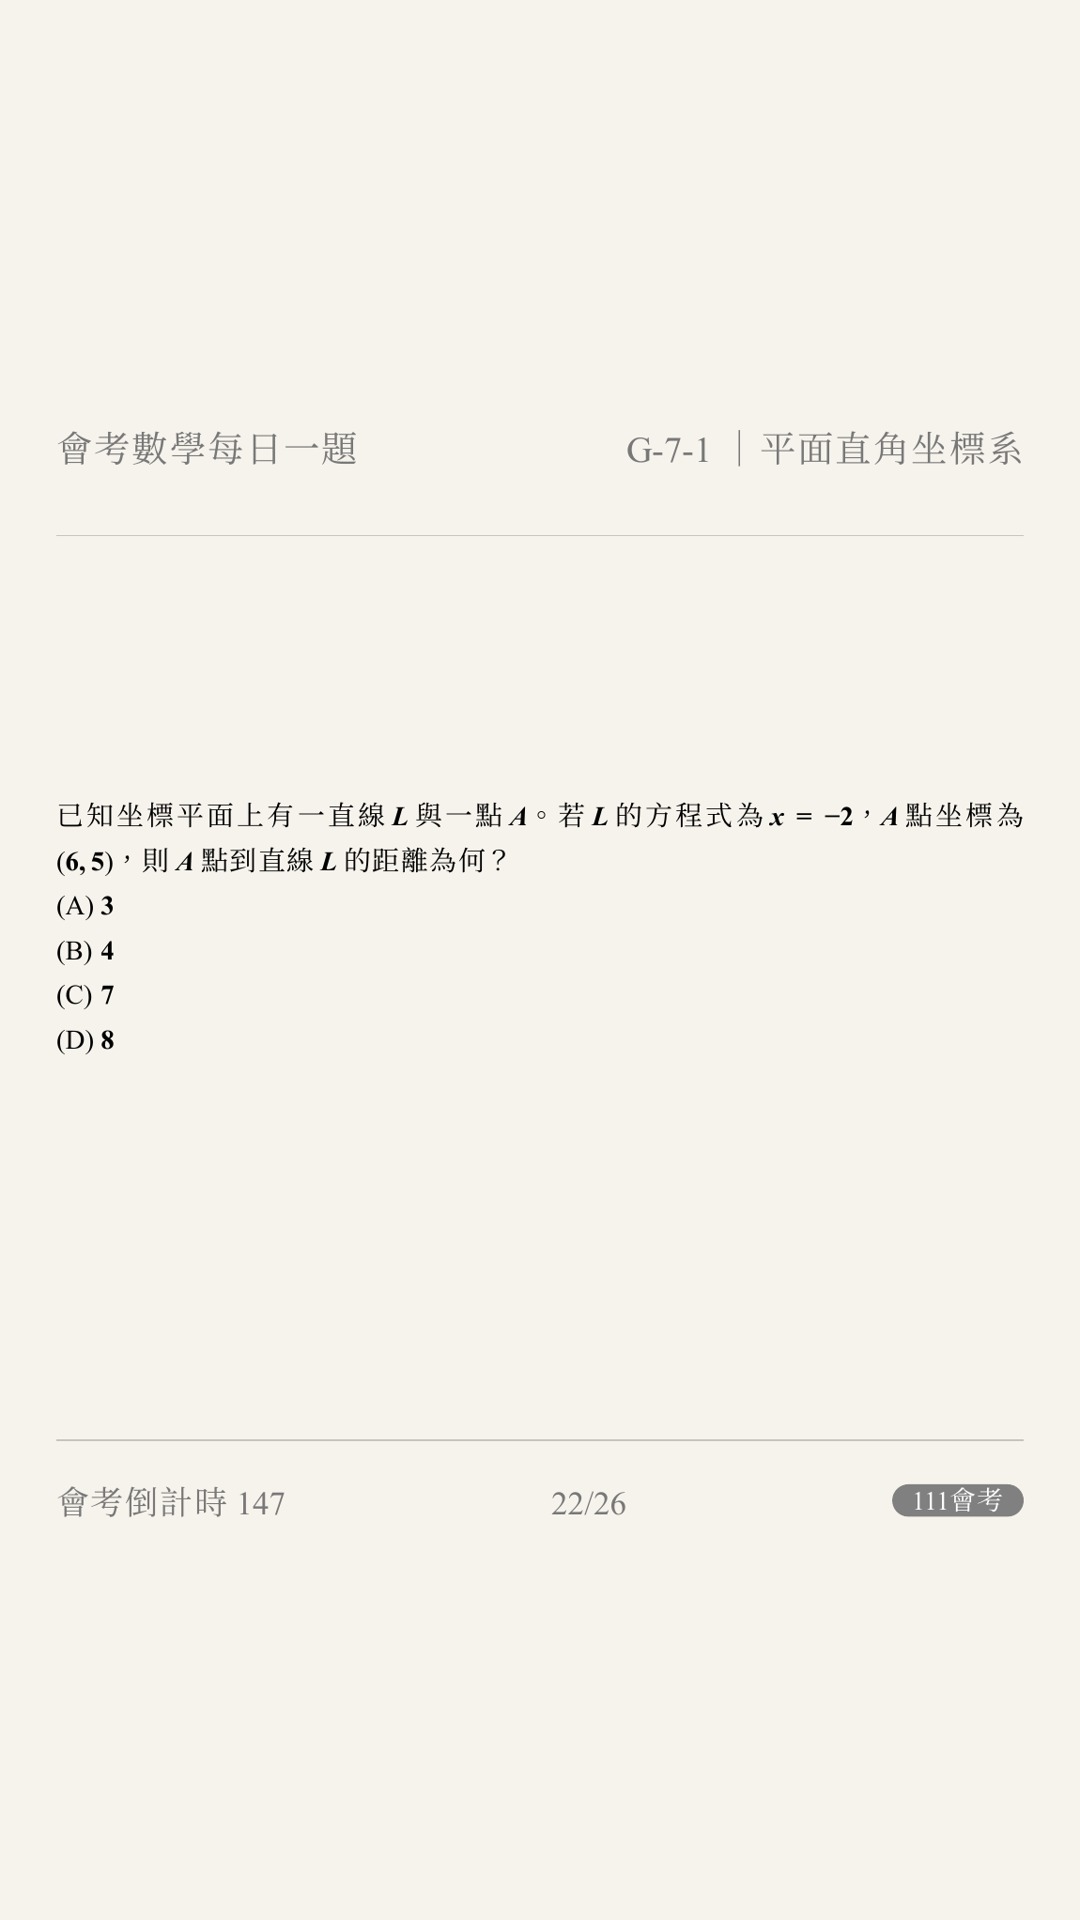 會考數學每日一題
G-7-1｜平面直角坐標系
已知坐標平面上有一直線 L 與一點 A。若 L 的方程式為 x = −2，A 點坐標為
(6, 5)，則 A 點到直線 L 的距離為何？
(A) 3
(B) 4
(C) 7
(D) 8
會考倒計時 147
22/26
111會考